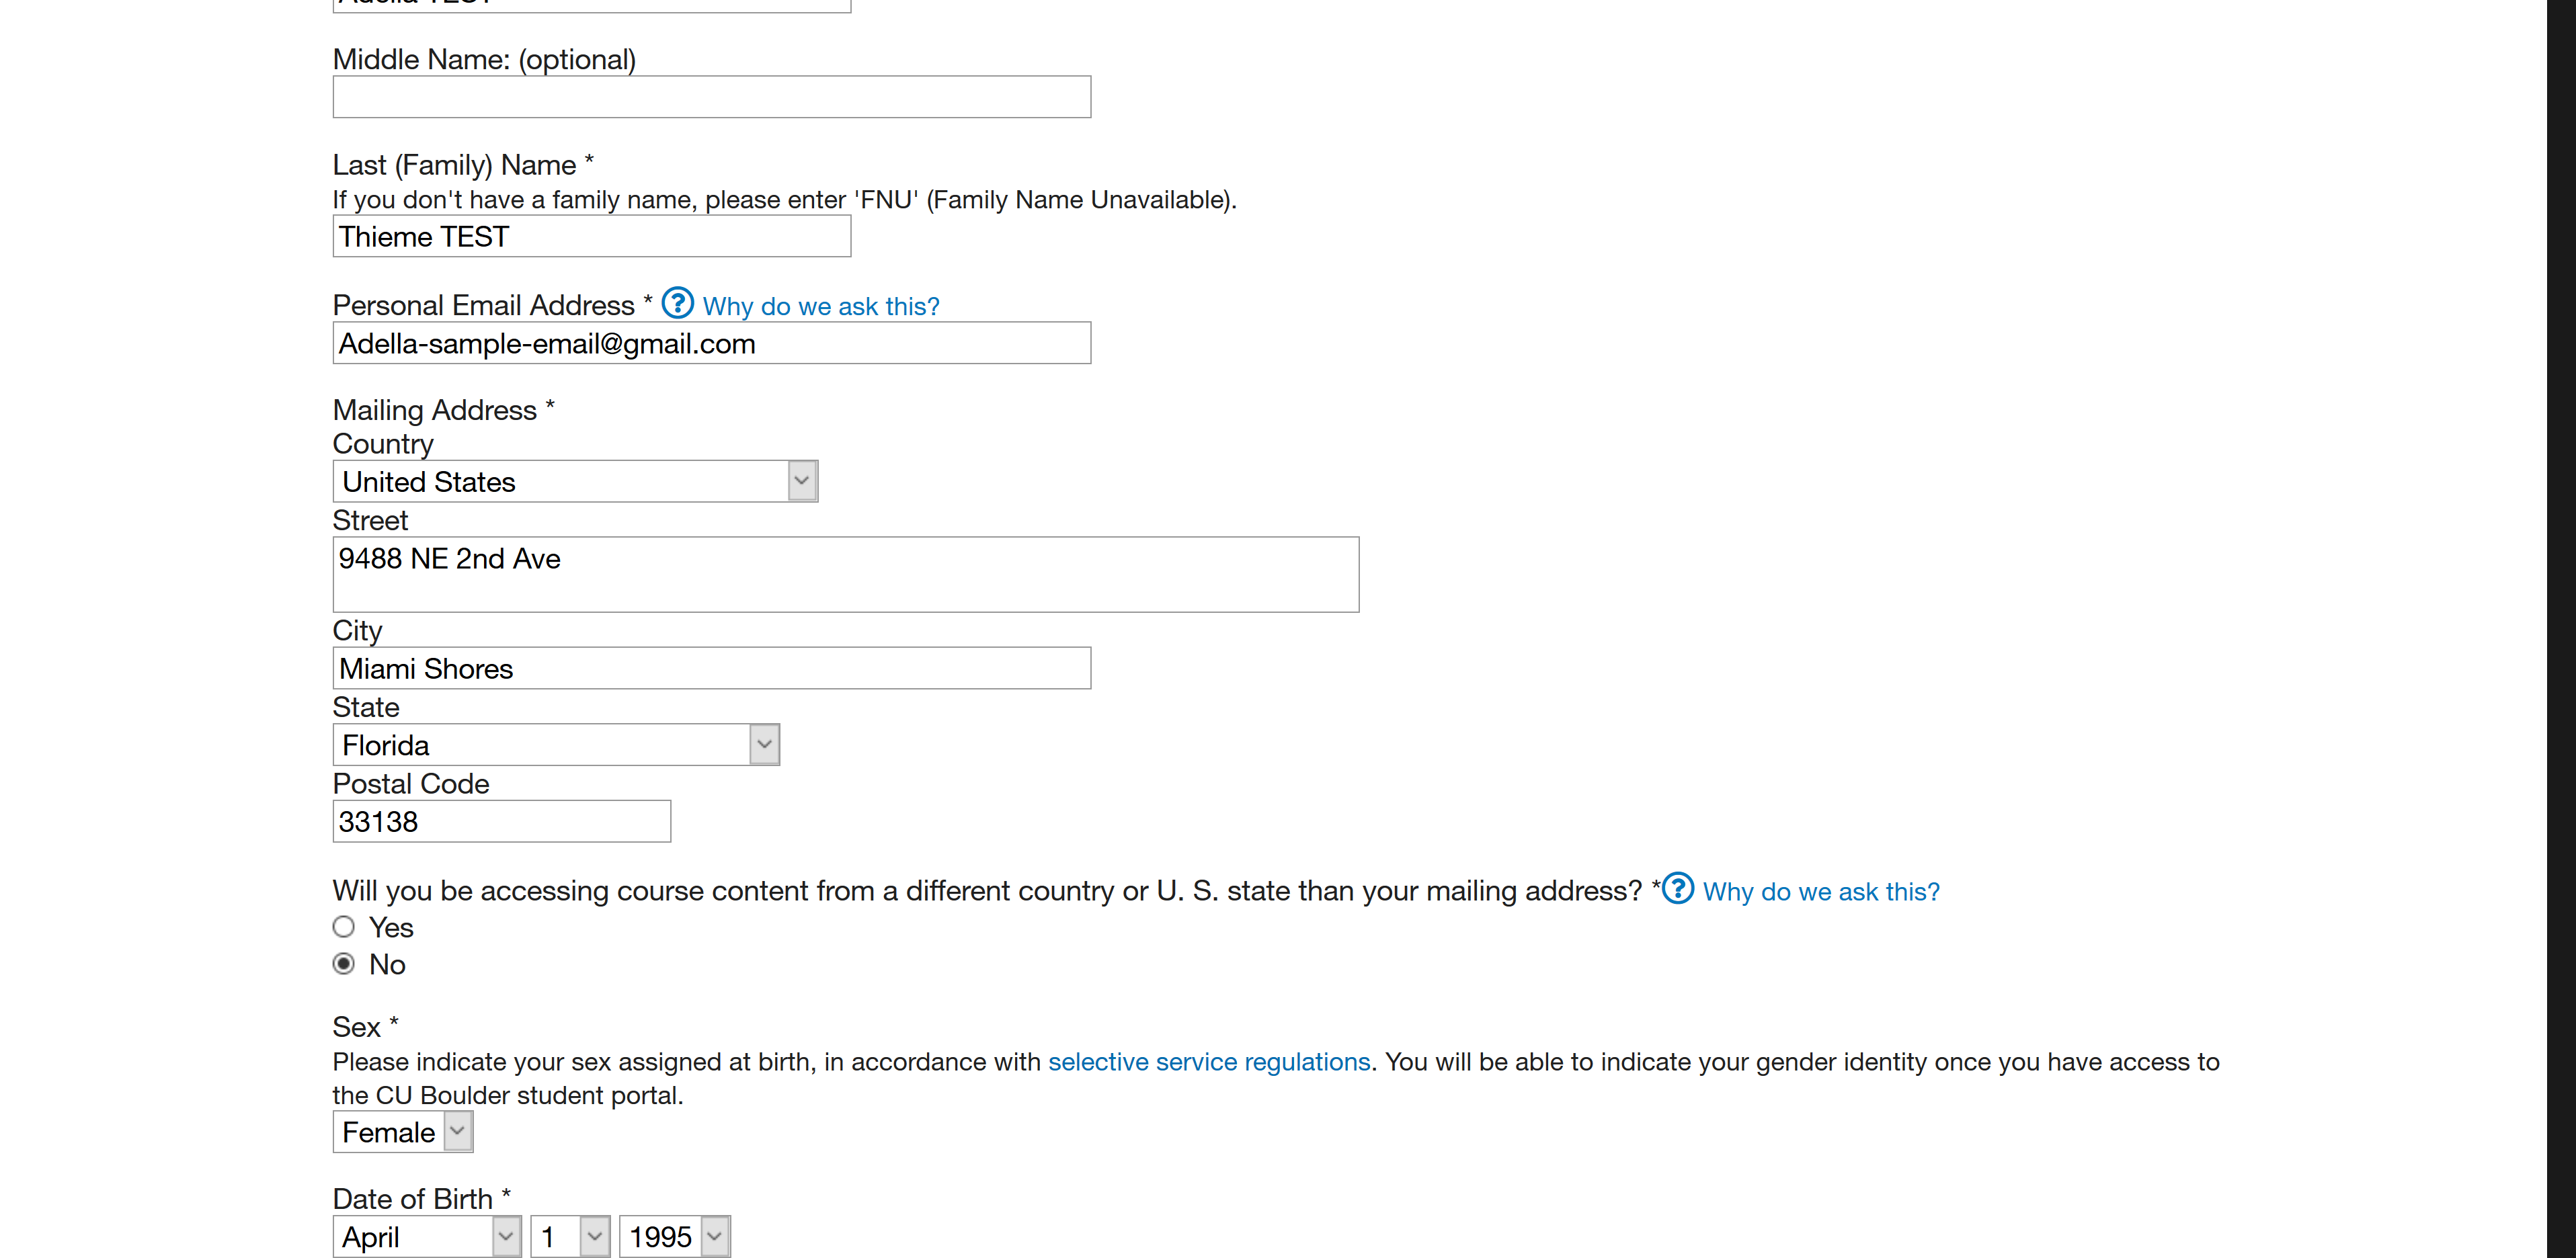 Adella TEST
Middle Name: (optional)
Last (Family) Name *
If you don't have a family name, please enter 'FNU' (Family Name Unavailable).
Thieme TEST
Personal Email Address * ? Why do we ask this?
Adella-sample-email@gmail.com
Mailing Address *
Country
United States
Street
9488 NE 2nd Ave
City
Miami Shores
State
Florida
Postal Code
33138
Will you be accessing course content from a different country or U. S. state than your mailing address? *? Why do we ask this?
Yes
No
Sex *
Please indicate your sex assigned at birth, in accordance with selective service regulations. You will be able to indicate your gender identity once you have access to
the CU Boulder student portal.
Female
Date of Birth *
April 1 1995